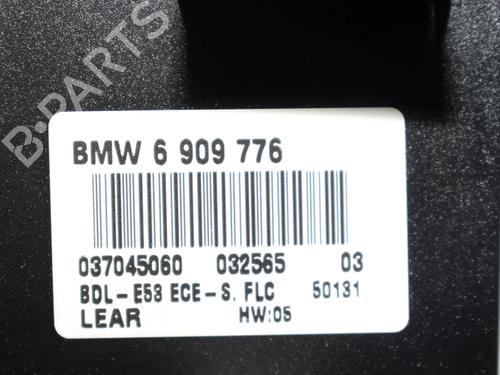 B-PARTS
BMW 6 909 776
037045060 032565 03
BDL-E53 ECE-S. FLC 50131
LEAR HW:05